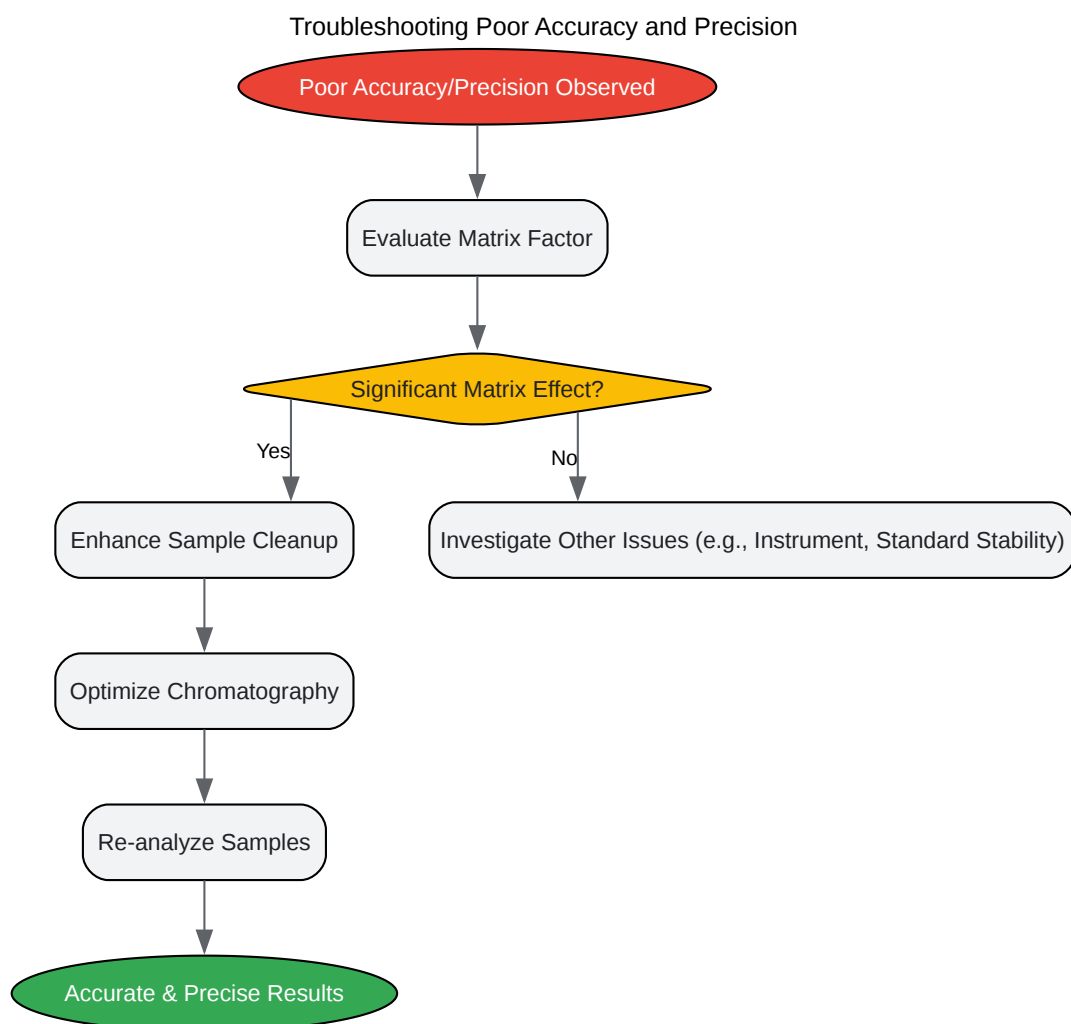 Troubleshooting Poor Accuracy and Precision
Poor Accuracy/Precision Observed
Evaluate Matrix Factor
Significant Matrix Effect?
Yes
No
Enhance Sample Cleanup
Investigate Other Issues (e.g., Instrument, Standard Stability)
Optimize Chromatography
Re-analyze Samples
Accurate & Precise Results